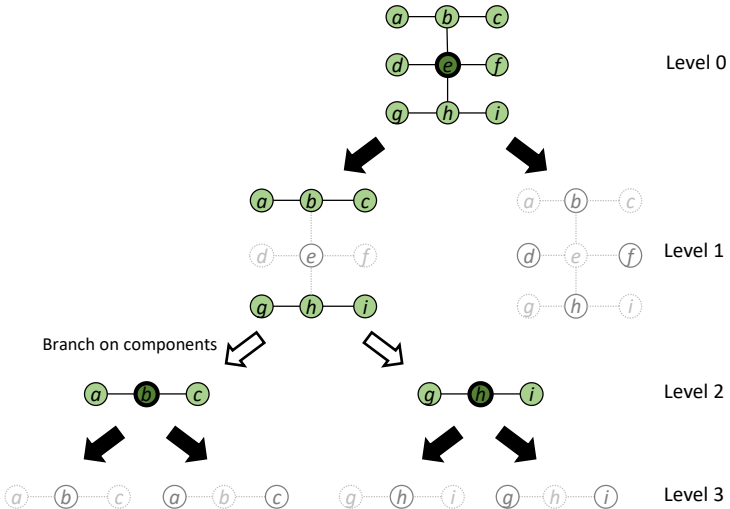 a b c
d e f
Level 0
g h i
a b c
a b c
d e f
d e f
Level 1
g h i
g h i
Branch on components
a b c
g h i
Level 2
a b c
a b c
g h i
g h i
Level 3